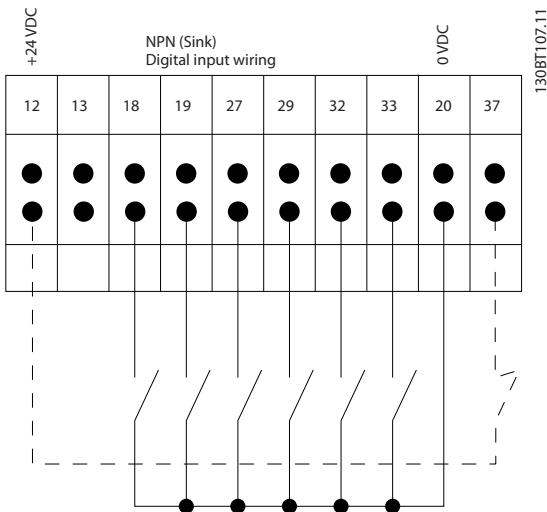 +24 VDC
NPN (Sink)
Digital input wiring
0 VDC
130BT107.11
12 13 18 19 27 29 32 33 20 37